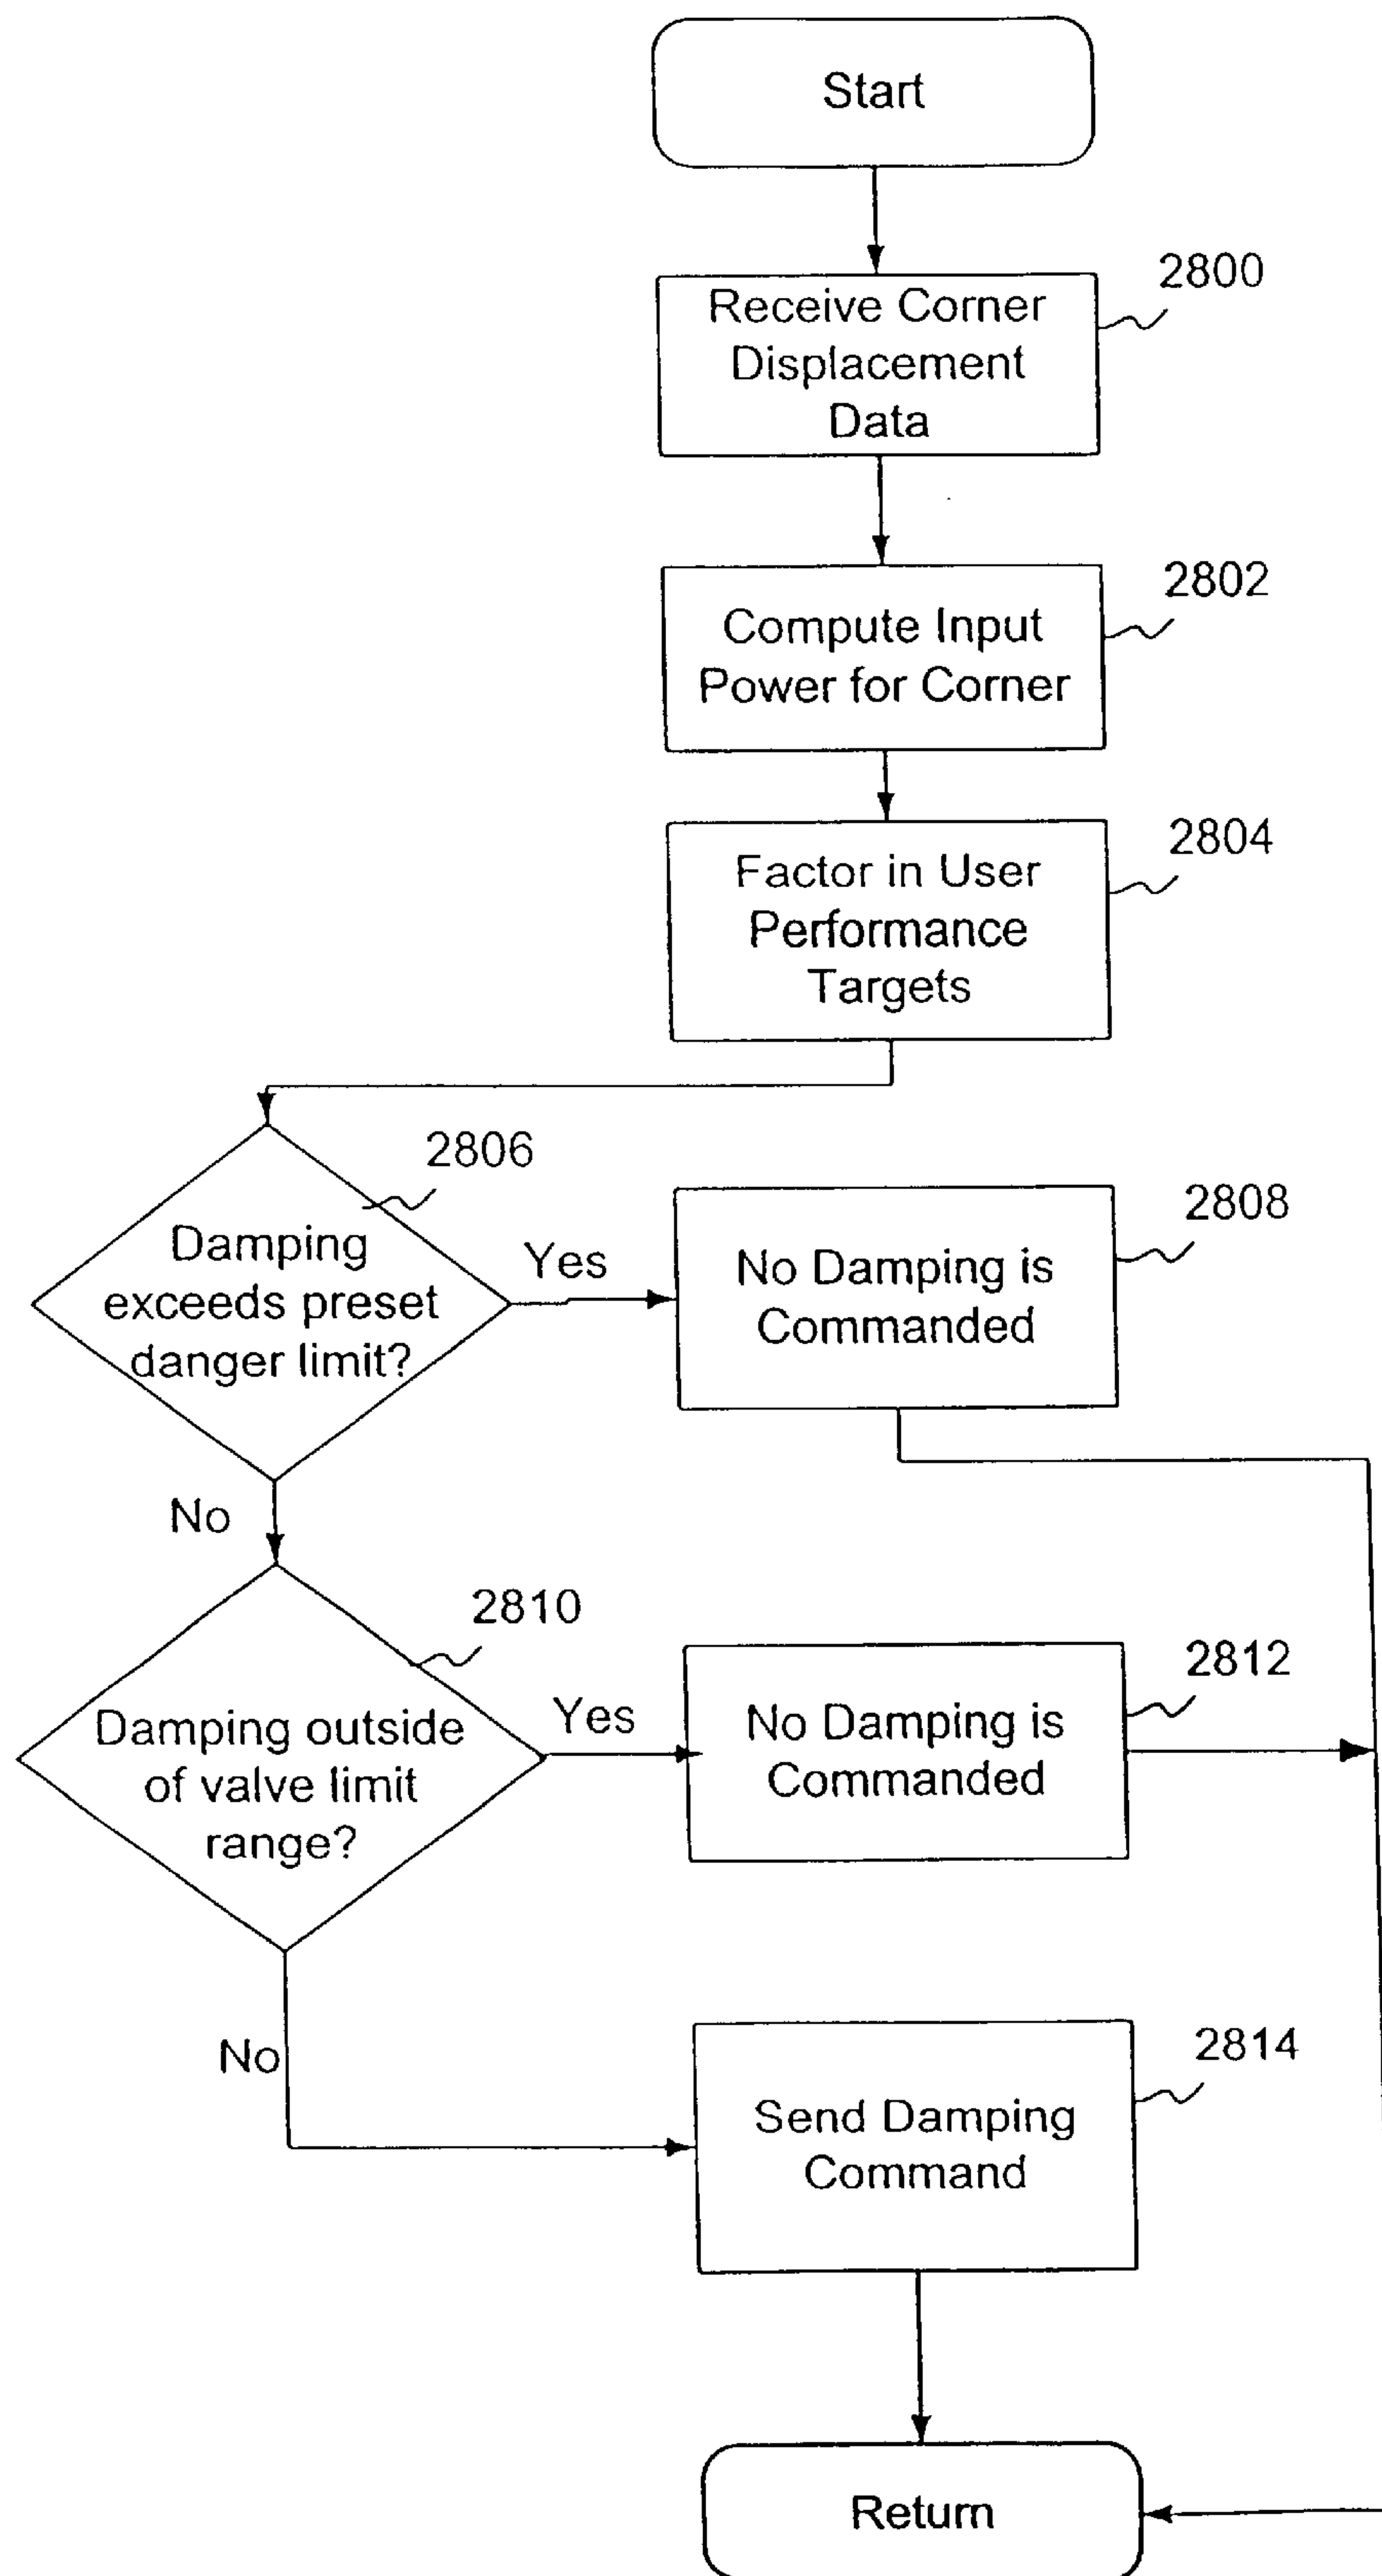 Start
2800
Receive Corner
Displacement
Data
2802
Compute Input
Power for Corner
2804
Factor in User
Performance
Targets
2806
Damping
exceeds preset
danger limit?
Yes
2808
No Damping is
Commanded
No
2810
Damping outside
of valve limit
range?
Yes
2812
No Damping is
Commanded
No
2814
Send Damping
Command
Return